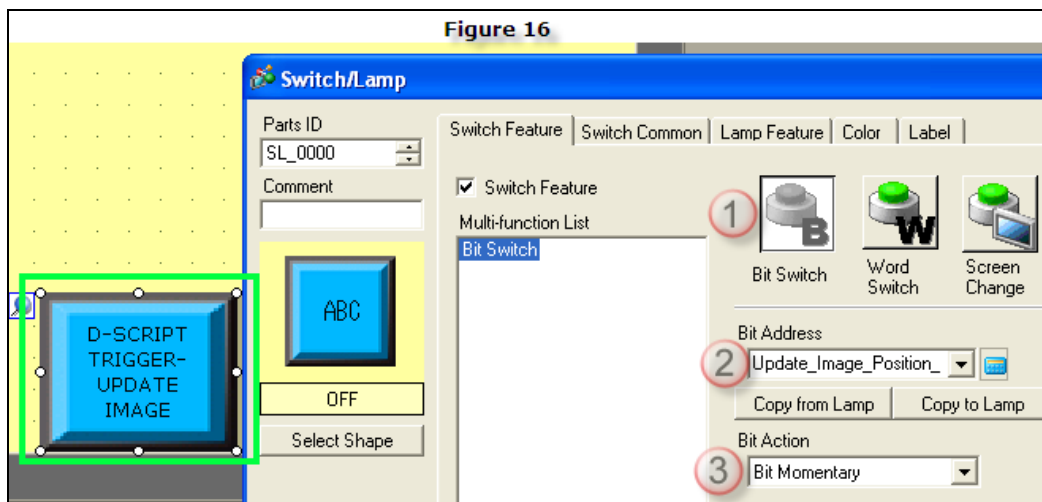 Figure 16
Switch/Lamp
Parts ID
SL_0000
Comment
ABC
OFF
Select Shape
D-SCRIPT
TRIGGER-
UPDATE
IMAGE
Switch Feature
Switch Common
Lamp Feature
Color
Label
Switch Feature
Multi-function List
Bit Switch
1
B
Bit Switch
W
Word
Switch
Screen
Change
Bit Address
2
Update_Image_Position_
Copy from Lamp
Copy to Lamp
Bit Action
3
Bit Momentary